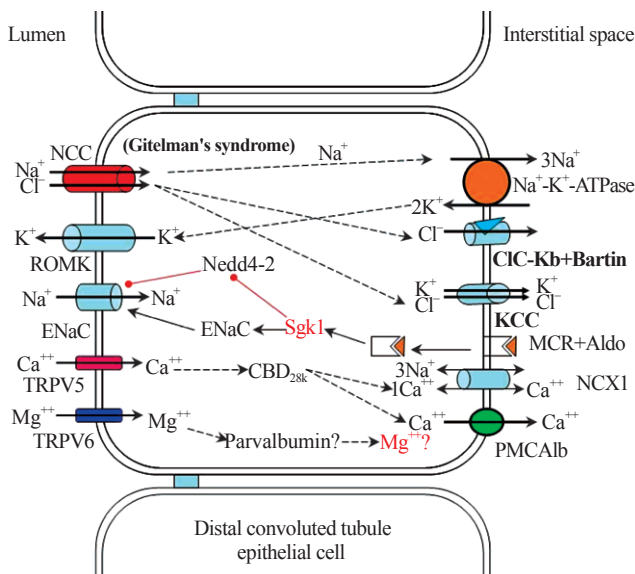 Lumen
Interstitial space
NCC
(Gitelman's syndrome)
Na⁺
Na⁺
Cl⁻
3Na⁺
Na⁺-K⁺-ATPase
2K⁺
K⁺
K⁺
ROMK
Cl⁻
ClC-Kb+Bartin
Nedd4-2
K⁺
Cl⁻
K⁺
Cl⁻
KCC
Na⁺
Na⁺
ENaC
ENaC
Sgk1
MCR+Aldo
Ca⁺⁺
TRPV5
Ca⁺⁺
CBD₂₈ₖ
3Na⁺
1Ca⁺⁺
Ca⁺⁺
NCX1
Mg⁺⁺
TRPV6
Mg⁺⁺
Parvalbumin?
Mg⁺⁺?
Ca⁺⁺
Ca⁺⁺
PMCAlb
Distal convoluted tubule
epithelial cell